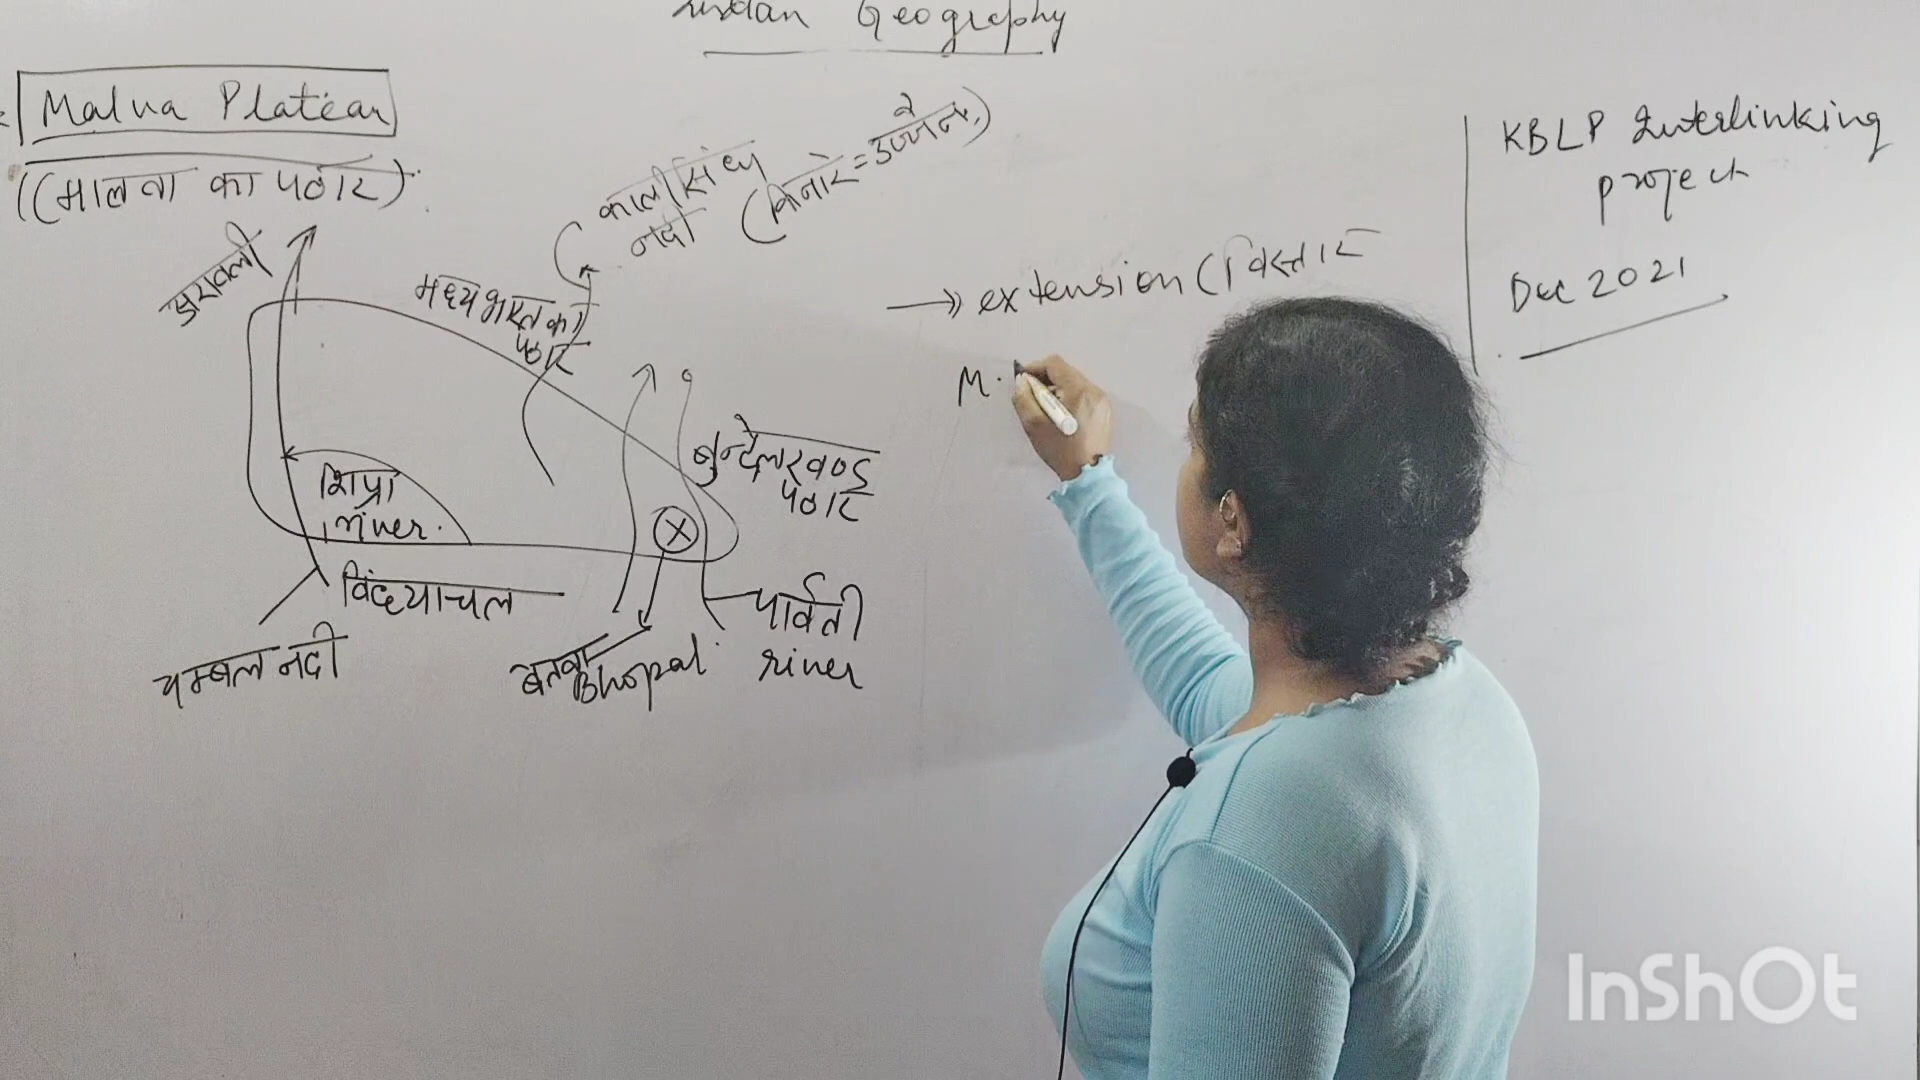 Indian Geography
Malwa Plateau
(मालवा का पठार)
अरावली
मध्य भारत का
पठार
काली सिंध
नदी
(किनारे = उज्जैन)
बुन्देलखण्ड
पठार
शिप्रा
river.
विंध्याचल
चम्बल नदी
बेतवा
Bhopal
पार्वती
river
extension (विस्तार
M.
KBLP Interlinking
project
Dec 2021
InShOt